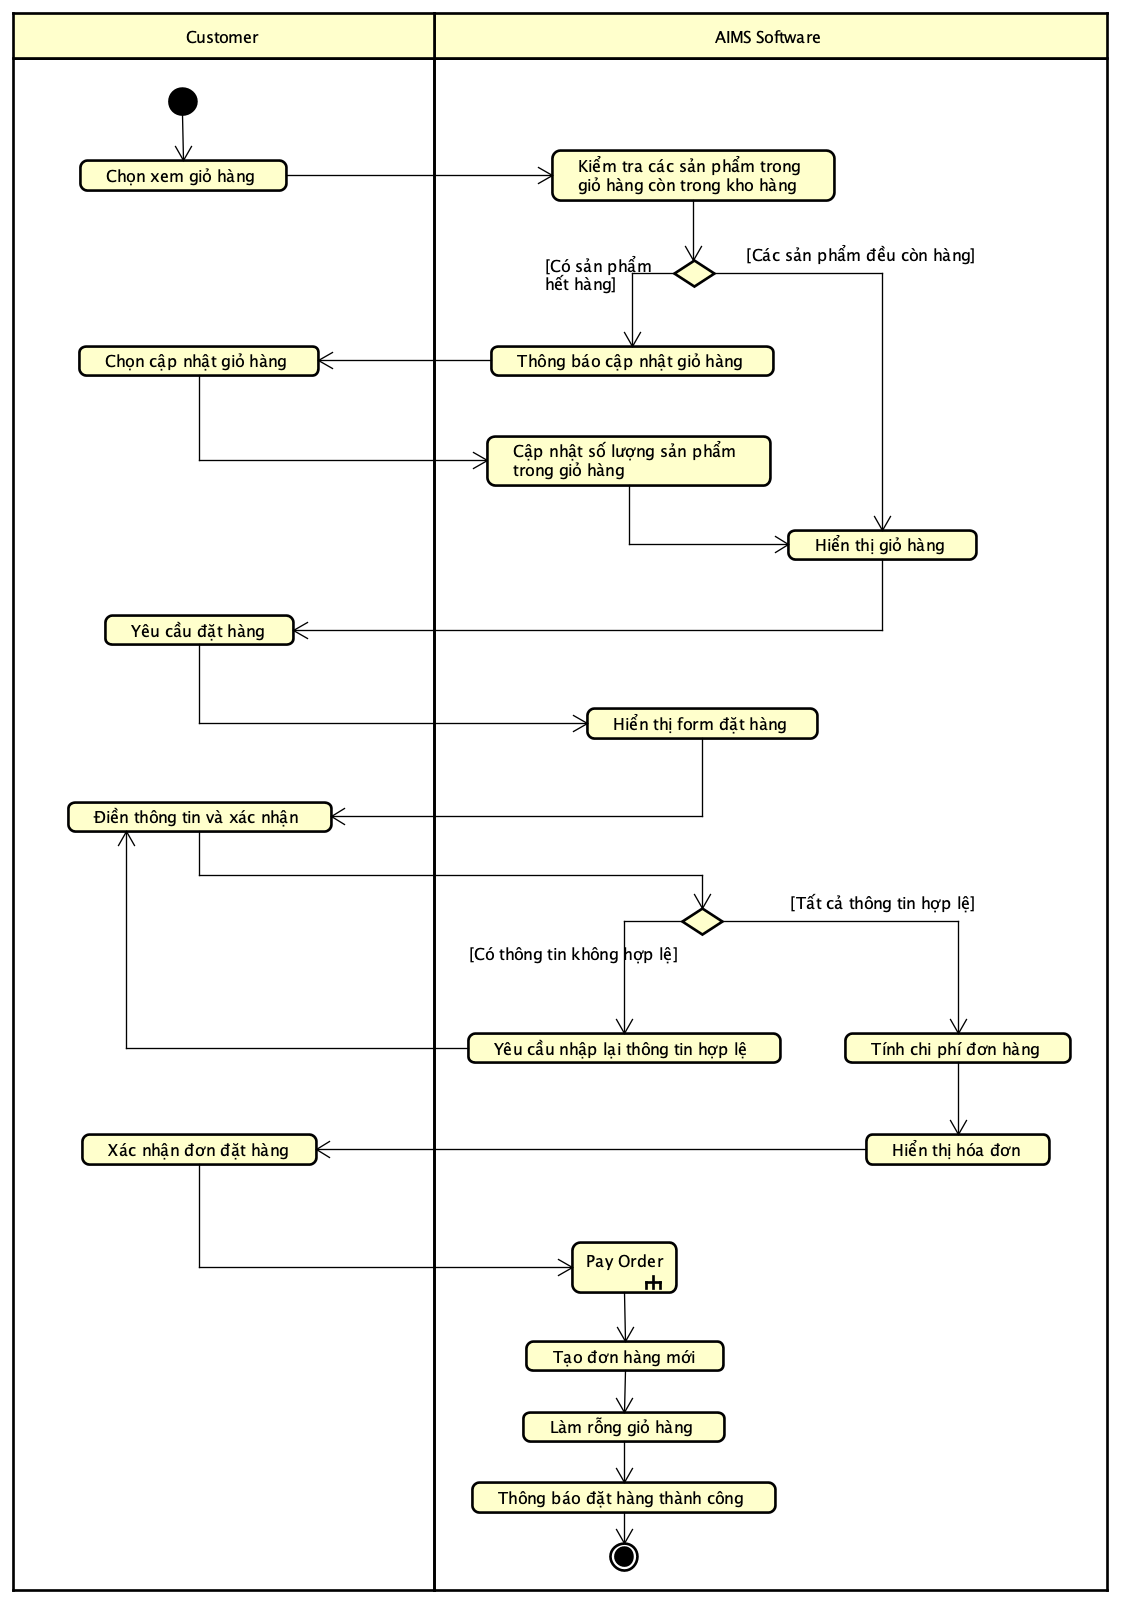 Customer
AIMS Software
Chọn xem giỏ hàng
Kiểm tra các sản phẩm trong
giỏ hàng còn trong kho hàng
[Các sản phẩm đều còn hàng]
[Có sản phẩm
hết hàng]
Chọn cập nhật giỏ hàng
Thông báo cập nhật giỏ hàng
Cập nhật số lượng sản phẩm
trong giỏ hàng
Hiển thị giỏ hàng
Yêu cầu đặt hàng
Hiển thị form đặt hàng
Điền thông tin và xác nhận
[Tất cả thông tin hợp lệ]
[Có thông tin không hợp lệ]
Yêu cầu nhập lại thông tin hợp lệ
Tính chi phí đơn hàng
Xác nhận đơn đặt hàng
Hiển thị hóa đơn
Pay Order
Tạo đơn hàng mới
Làm rỗng giỏ hàng
Thông báo đặt hàng thành công